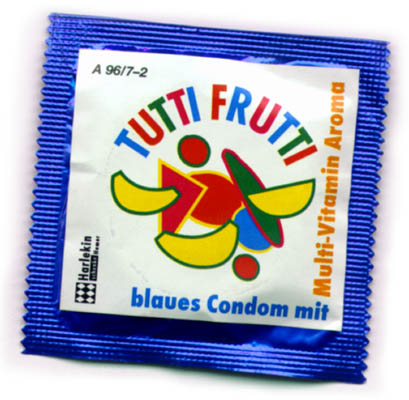 A 96/7-2
TUTTI FRUTTI
blaues Condom mit
Multi-Vitamin Aroma
Harlekin